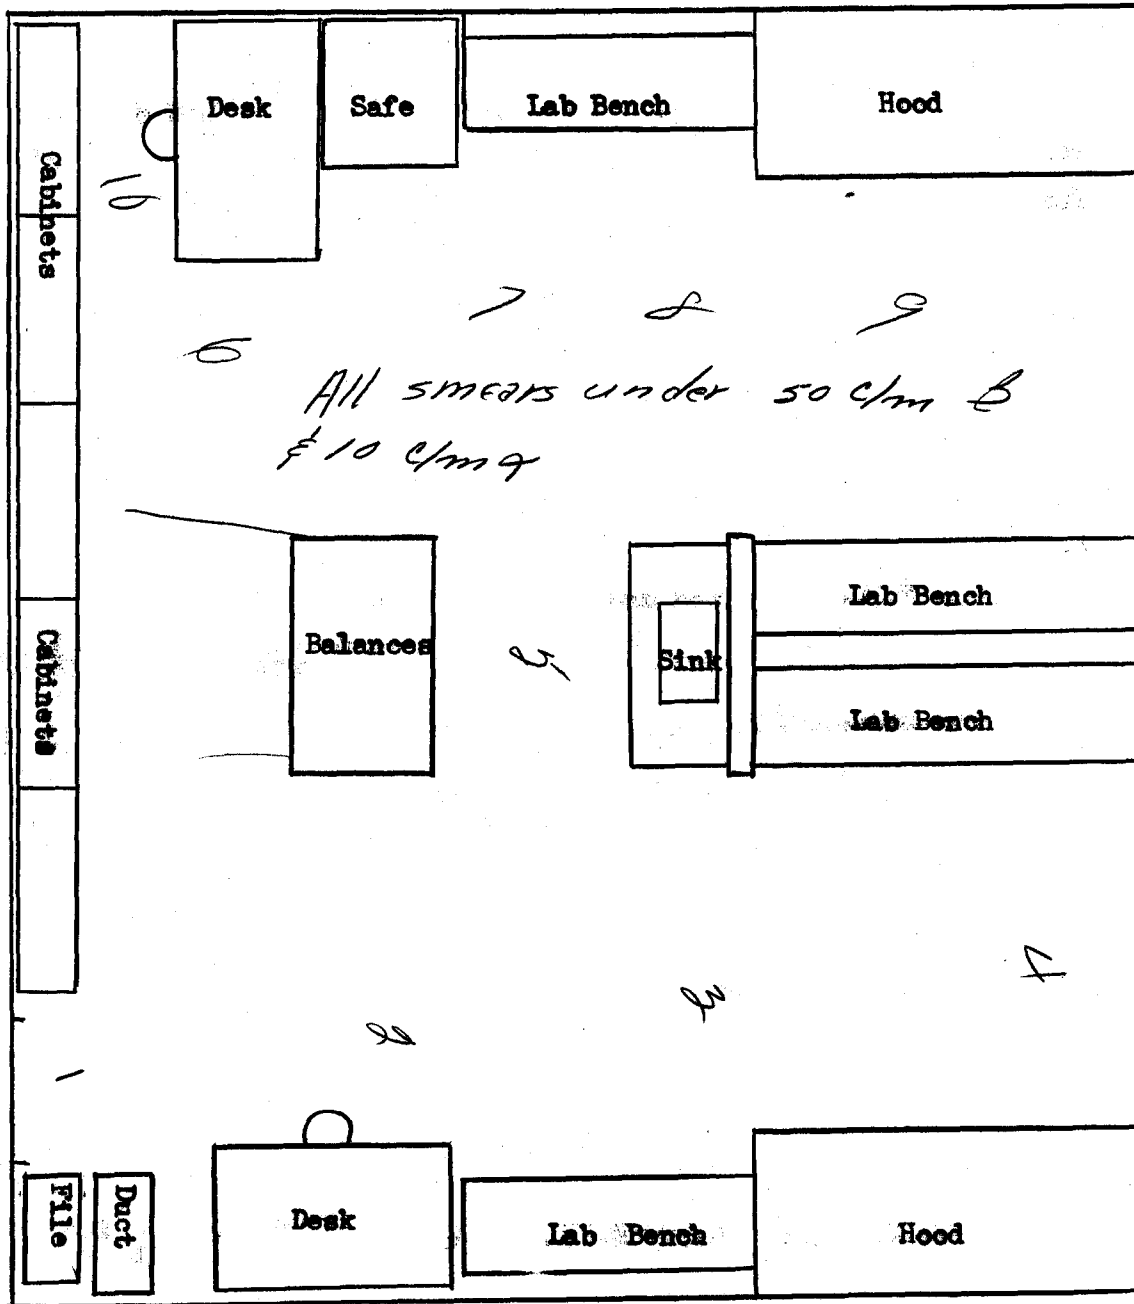 Desk Safe Lab Bench Hood
Cabinets
10
7 8 9
6
All smears under 50 c/m β
& 10 c/m α
Balances
5
Sink
Lab Bench
Lab Bench
Cabinets
4
3
2
1
File
Duct
Desk
Lab Bench
Hood